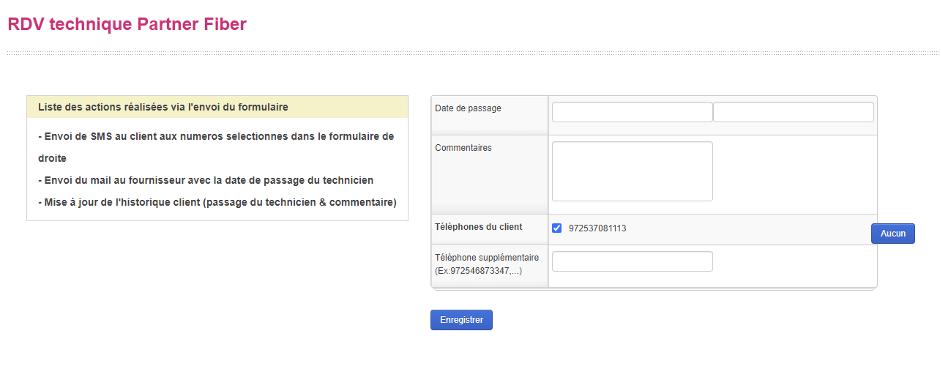 RDV technique Partner Fiber
Liste des actions réalisées via l'envoi du formulaire
- Envoi de SMS au client aux numeros selectionnes dans le formulaire de
droite
- Envoi du mail au fournisseur avec la date de passage du technicien
- Mise à jour de l'historique client (passage du technicien & commentaire)
Date de passage
Commentaires
Téléphones du client
972537081113
Aucun
Téléphone supplémentaire
(Ex:972546873347,...)
Enregistrer